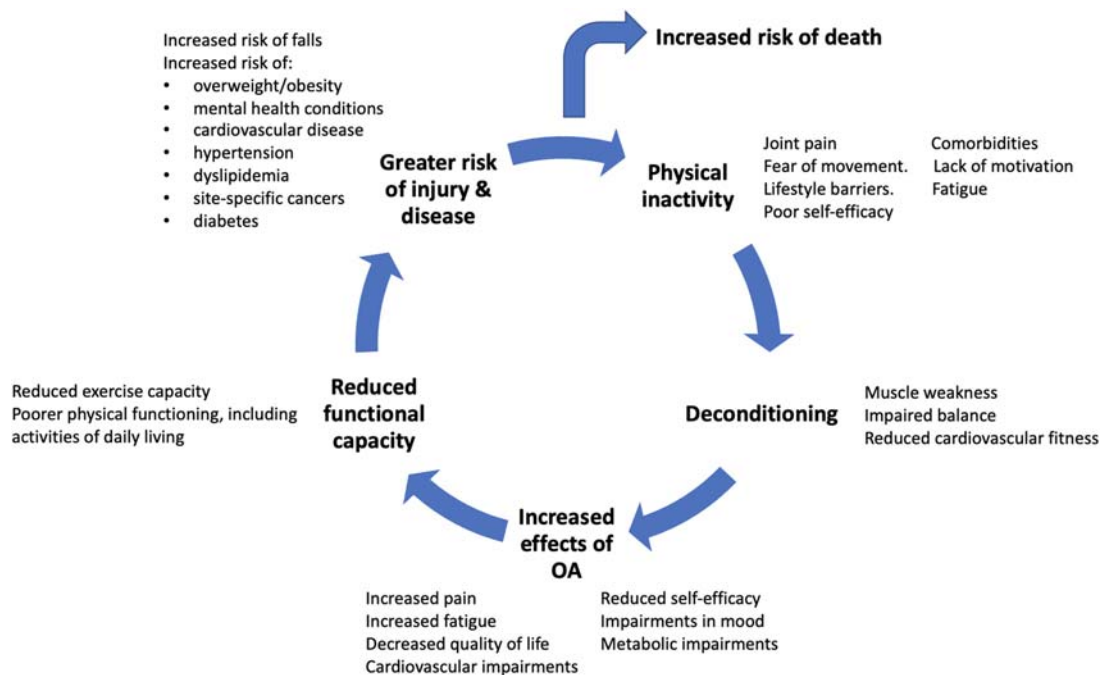 Increased risk of falls
Increased risk of:
• overweight/obesity
• mental health conditions
• cardiovascular disease
• hypertension
• dyslipidemia
• site-specific cancers
• diabetes
Increased risk of death
Greater risk
of injury &
disease
Physical
inactivity
Joint pain
Fear of movement.
Lifestyle barriers.
Poor self-efficacy
Comorbidities
Lack of motivation
Fatigue
Deconditioning
Muscle weakness
Impaired balance
Reduced cardiovascular fitness
Increased
effects of
OA
Increased pain
Increased fatigue
Decreased quality of life
Cardiovascular impairments
Reduced self-efficacy
Impairments in mood
Metabolic impairments
Reduced
functional
capacity
Reduced exercise capacity
Poorer physical functioning, including
activities of daily living